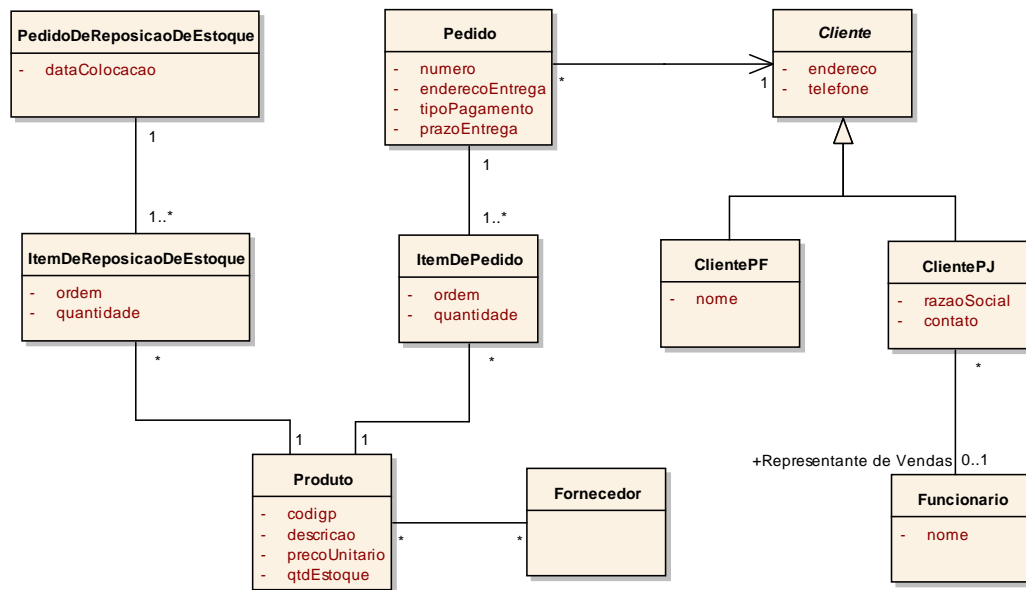 PedidoDeReposicaoDeEstoque
- dataColocacao
Pedido
- numero
- enderecoEntrega
- tipoPagamento
- prazoEntrega
Cliente
- endereco
- telefone
* 1
1
1..*
1
1..*
ItemDeReposicaoDeEstoque
- ordem
- quantidade
ItemDePedido
- ordem
- quantidade
ClientePF
- nome
ClientePJ
- razaoSocial
- contato
*
*
*
1
1
+Representante de Vendas 0..1
Produto
- codigp
- descricao
- precoUnitario
- qtdEstoque
* *
Fornecedor
Funcionario
- nome